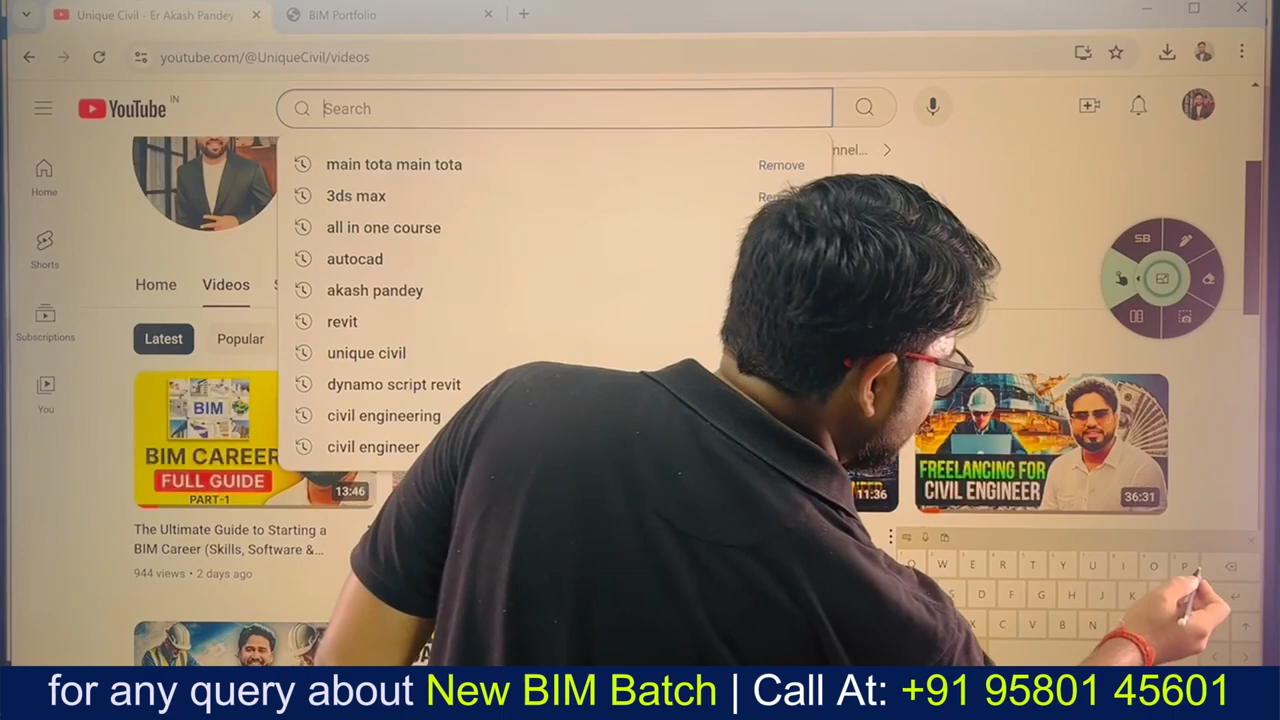 Unique Civil - Er Akash Pandey
BIM Portfolio
youtube.com/@UniqueCivil/videos
YouTube IN
Search
main tota main tota
Remove
3ds max
all in one course
autocad
akash pandey
revit
unique civil
dynamo script revit
civil engineering
civil engineer
nnel...
Home
Shorts
Subscriptions
You
Home
Videos
Latest
Popular
SB
BIM
BIM CAREER
FULL GUIDE
PART-1
13:46
The Ultimate Guide to Starting a
BIM Career (Skills, Software &...
944 views • 2 days ago
11:36
FREELANCING FOR
CIVIL ENGINEER
36:31
W E R T Y U I O P
S D F G H J K
X C V B N
for any query about New BIM Batch | Call At: +91 95801 45601